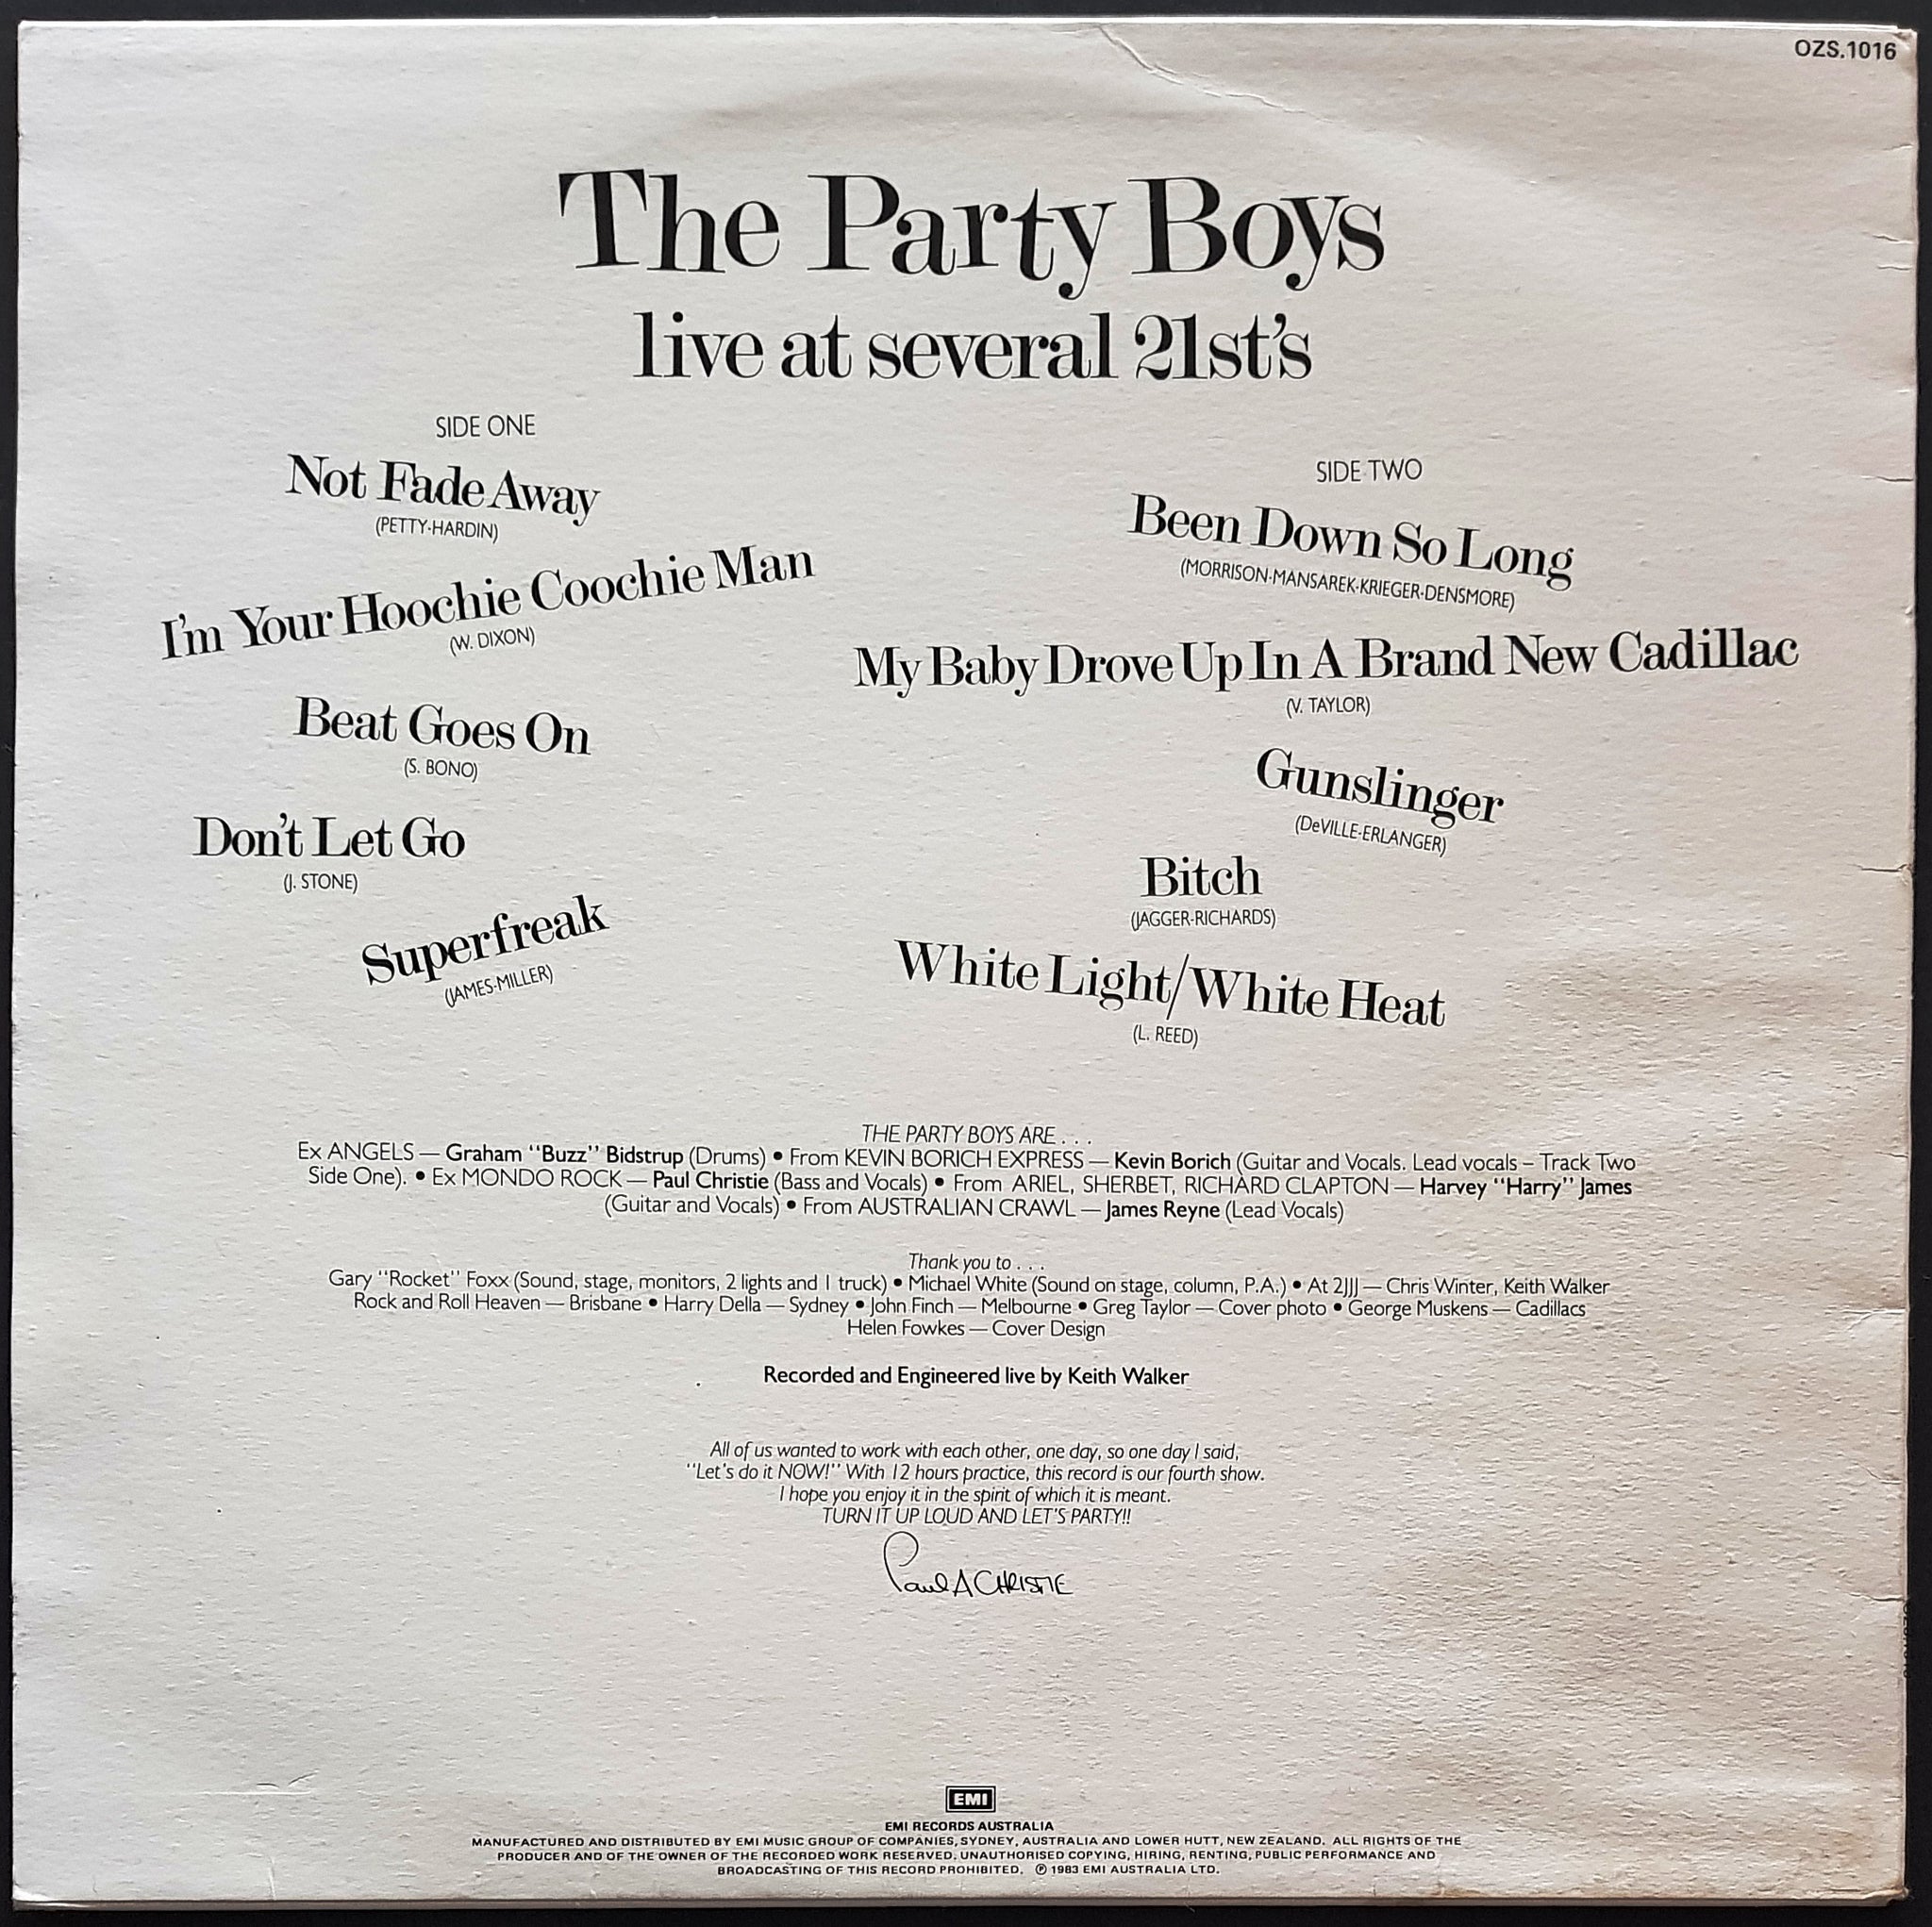 OZS.1016
The Party Boys
live at several 21st's
SIDE ONE
Not Fade Away
(PETTY-HARDIN)
I'm Your Hoochie Coochie Man
(W. DIXON)
Beat Goes On
(S. BONO)
Don't Let Go
(J. STONE)
Superfreak
(JAMES-MILLER)
SIDE TWO
Been Down So Long
(MORRISON-MANSAREK-KRIEGER-DENSMORE)
My Baby Drove Up In A Brand New Cadillac
(V. TAYLOR)
Gunslinger
(DeVILLE-ERLANGER)
Bitch
(JAGGER-RICHARDS)
White Light/White Heat
(L. REED)
THE PARTY BOYS ARE . . .
Ex ANGELS — Graham "Buzz" Bidstrup (Drums) • From KEVIN BORICH EXPRESS — Kevin Borich (Guitar and Vocals. Lead vocals – Track Two
Side One). • Ex MONDO ROCK — Paul Christie (Bass and Vocals) • From ARIEL, SHERBET, RICHARD CLAPTON — Harvey "Harry" James
(Guitar and Vocals) • From AUSTRALIAN CRAWL — James Reyne (Lead Vocals)
Thank you to . . .
Gary "Rocket" Foxx (Sound, stage, monitors, 2 lights and 1 truck) • Michael White (Sound on stage, column, P.A.) • At 2JJJ — Chris Winter, Keith Walker
Rock and Roll Heaven — Brisbane • Harry Della — Sydney • John Finch — Melbourne • Greg Taylor — Cover photo • George Muskens — Cadillacs
Helen Fowkes — Cover Design
Recorded and Engineered live by Keith Walker
All of us wanted to work with each other, one day, so one day I said,
"Let's do it NOW!" With 12 hours practice, this record is our fourth show.
I hope you enjoy it in the spirit of which it is meant.
TURN IT UP LOUD AND LET'S PARTY!!
Paul A CHRISTIE
EMI
EMI RECORDS AUSTRALIA
MANUFACTURED AND DISTRIBUTED BY EMI MUSIC GROUP OF COMPANIES, SYDNEY, AUSTRALIA AND LOWER HUTT, NEW ZEALAND. ALL RIGHTS OF THE
PRODUCER AND OF THE OWNER OF THE RECORDED WORK RESERVED. UNAUTHORISED COPYING, HIRING, RENTING, PUBLIC PERFORMANCE AND
BROADCASTING OF THIS RECORD PROHIBITED. ℗ 1983 EMI AUSTRALIA LTD.